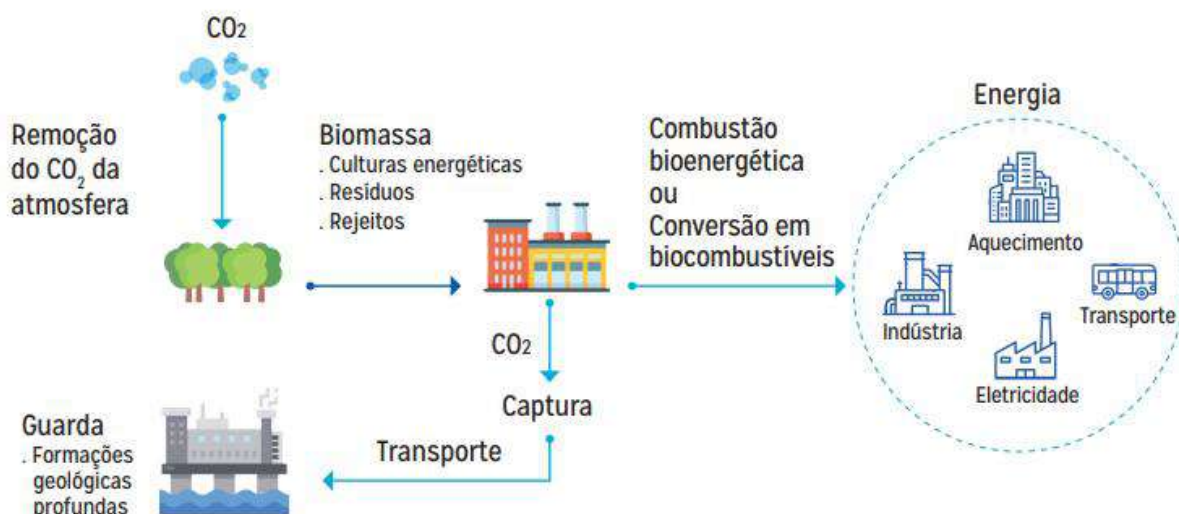 CO2
Remoção
do CO₂ da
atmosfera
Biomassa
. Culturas energéticas
. Resíduos
. Rejeitos
Combustão
bioenergética
ou
Conversão em
biocombustíveis
Energia
Aquecimento
Indústria
Transporte
Eletricidade
CO2
Captura
Transporte
Guarda
. Formações
geológicas
profundas